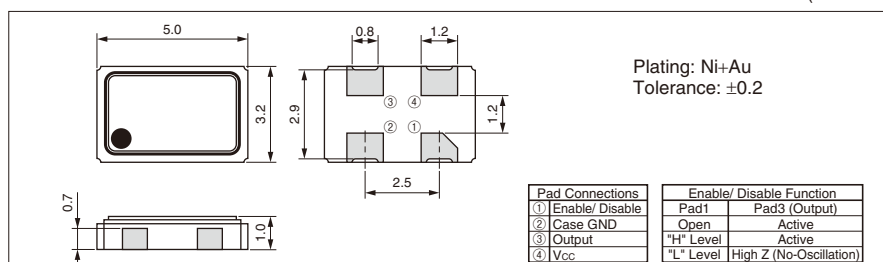 5.0
0.8
1.2
Plating: Ni+Au
Tolerance: ±0.2
3.2
2.9
③ ④
② ①
1.2
2.5
0.7
1.0
Pad Connections
① Enable/ Disable
② Case GND
③ Output
④ Vcc
Enable/ Disable Function
Pad1 Pad3 (Output)
Open Active
"H" Level Active
"L" Level High Z (No-Oscillation)